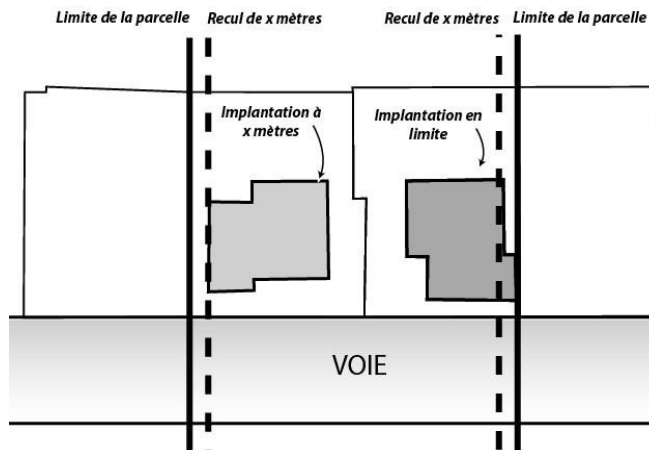 Limite de la parcelle
Recul de x mètres
Recul de x mètres
Limite de la parcelle
Implantation à
x mètres
Implantation en
limite
VOIE